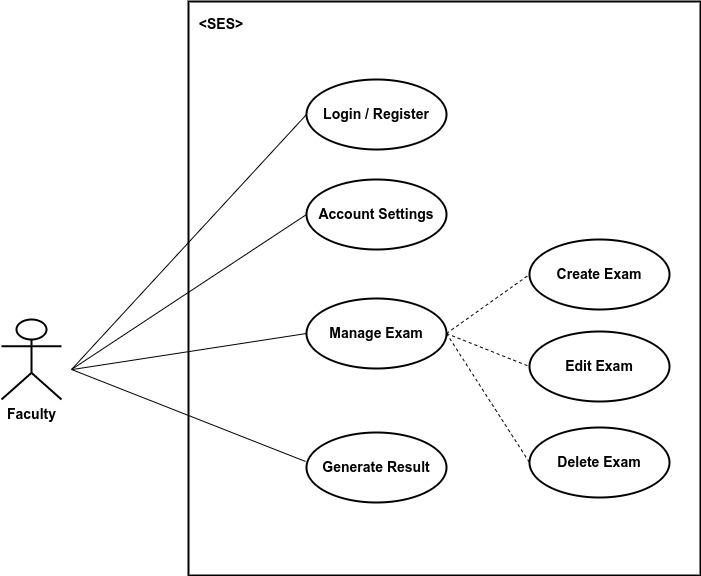 <SES>
Login / Register
Account Settings
Create Exam
Manage Exam
Edit Exam
Faculty
Delete Exam
Generate Result